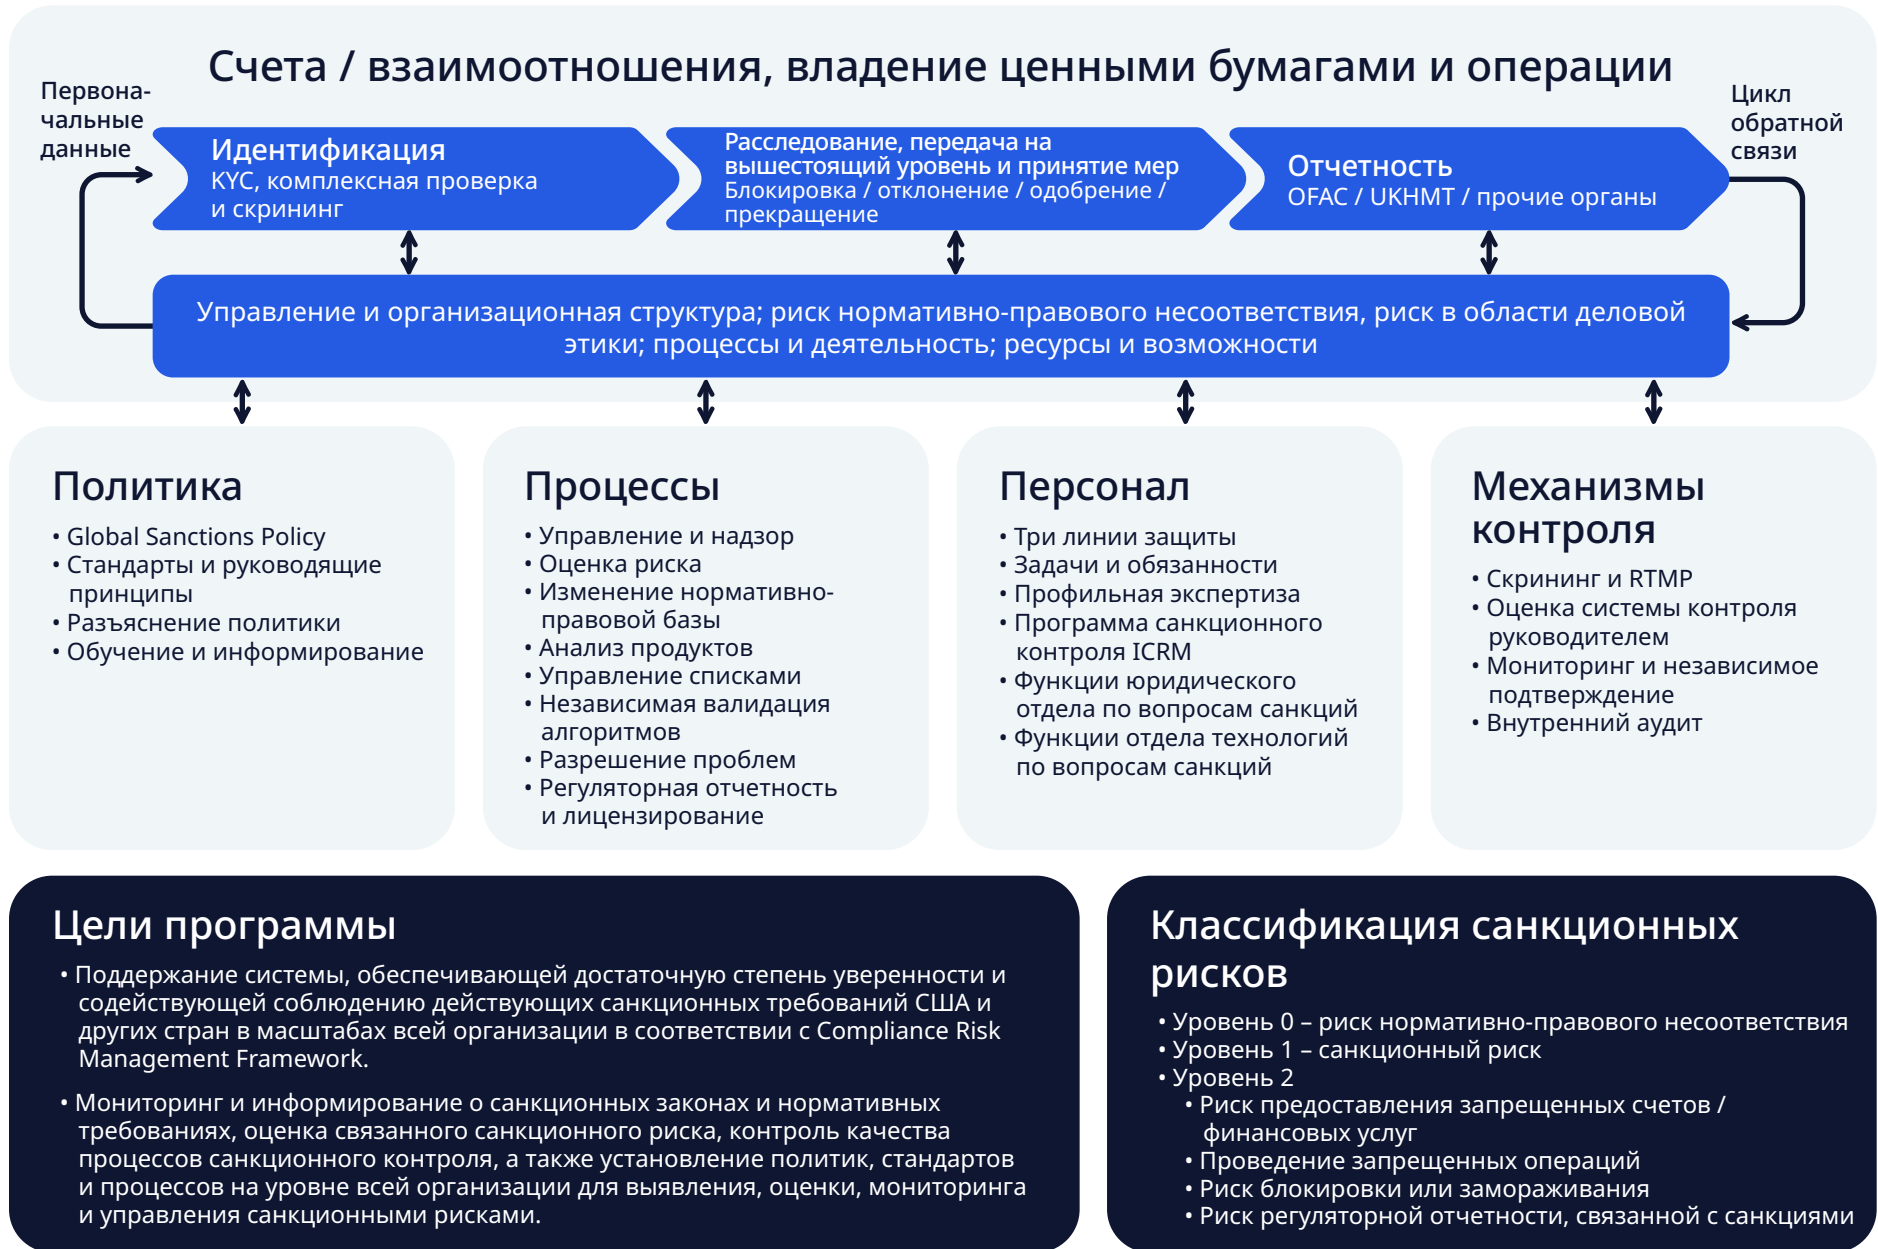 Счета / взаимоотношения, владение ценными бумагами и операции
Первона-
чальные
данные
Цикл
обратной
связи
Идентификация
KYC, комплексная проверка
и скрининг
Расследование, передача на
вышестоящий уровень и принятие мер
Блокировка / отклонение / одобрение /
прекращение
Отчетность
OFAC / UKHMT / прочие органы
Управление и организационная структура; риск нормативно-правового несоответствия, риск в области деловой
этики; процессы и деятельность; ресурсы и возможности
Политика
• Global Sanctions Policy
• Стандарты и руководящие
принципы
• Разъяснение политики
• Обучение и информирование
Процессы
• Управление и надзор
• Оценка риска
• Изменение нормативно-
правовой базы
• Анализ продуктов
• Управление списками
• Независимая валидация
алгоритмов
• Разрешение проблем
• Регуляторная отчетность
и лицензирование
Персонал
• Три линии защиты
• Задачи и обязанности
• Профильная экспертиза
• Программа санкционного
контроля ICRM
• Функции юридического
отдела по вопросам санкций
• Функции отдела технологий
по вопросам санкций
Механизмы
контроля
• Скрининг и RTMP
• Оценка системы контроля
руководителем
• Мониторинг и независимое
подтверждение
• Внутренний аудит
Цели программы
• Поддержание системы, обеспечивающей достаточную степень уверенности и
содействующей соблюдению действующих санкционных требований США и
других стран в масштабах всей организации в соответствии с Compliance Risk
Management Framework.
• Мониторинг и информирование о санкционных законах и нормативных
требованиях, оценка связанного санкционного риска, контроль качества
процессов санкционного контроля, а также установление политик, стандартов
и процессов на уровне всей организации для выявления, оценки, мониторинга
и управления санкционными рисками.
Классификация санкционных
рисков
• Уровень 0 – риск нормативно-правового несоответствия
• Уровень 1 – санкционный риск
• Уровень 2
• Риск предоставления запрещенных счетов /
финансовых услуг
• Проведение запрещенных операций
• Риск блокировки или замораживания
• Риск регуляторной отчетности, связанной с санкциями